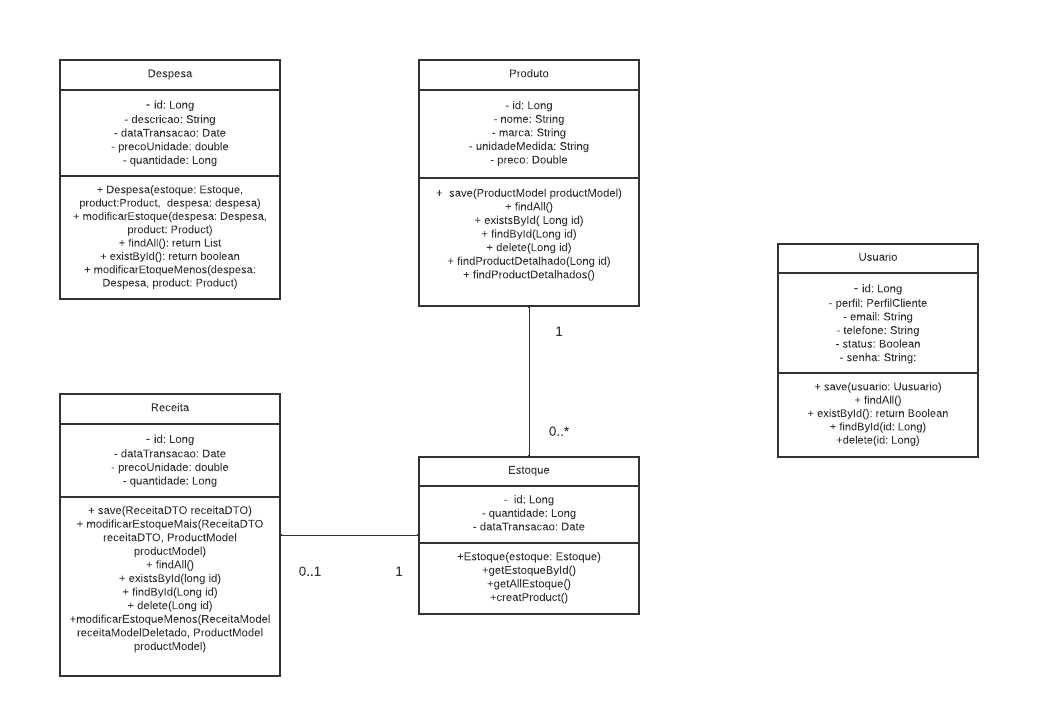 Despesa
- id: Long
- descricao: String
- dataTransacao: Date
- precoUnidade: double
- quantidade: Long
+ Despesa(estoque: Estoque,
product:Product,  despesa: despesa)
+ modificarEstoque(despesa: Despesa,
product: Product)
+ findAll(): return List
+ existById(): return boolean
+ modificarEtoqueMenos(despesa:
Despesa, product: Product)
Produto
- id: Long
- nome: String
- marca: String
- unidadeMedida: String
- preco: Double
+  save(ProductModel productModel)
+ findAll()
+ existsById( Long id)
+ findById(Long id)
+ delete(Long id)
+ findProductDetalhado(Long id)
+ findProductDetalhados()
1
0..*
Usuario
- id: Long
- perfil: PerfilCliente
- email: String
- telefone: String
- status: Boolean
- senha: String:
+ save(usuario: Uusuario)
+ findAll()
+ existById(): return Boolean
+ findById(id: Long)
+delete(id: Long)
Receita
- id: Long
- dataTransacao: Date
- precoUnidade: double
- quantidade: Long
+ save(ReceitaDTO receitaDTO)
+ modificarEstoqueMais(ReceitaDTO
receitaDTO, ProductModel
productModel)
+ findAll()
+ existsById(long id)
+ findById(Long id)
+ delete(Long id)
+modificarEstoqueMenos(ReceitaModel
receitaModelDeletado, ProductModel
productModel)
0..1
1
Estoque
-  id: Long
- quantidade: Long
- dataTransacao: Date
+Estoque(estoque: Estoque)
+getEstoqueById()
+getAllEstoque()
+creatProduct()